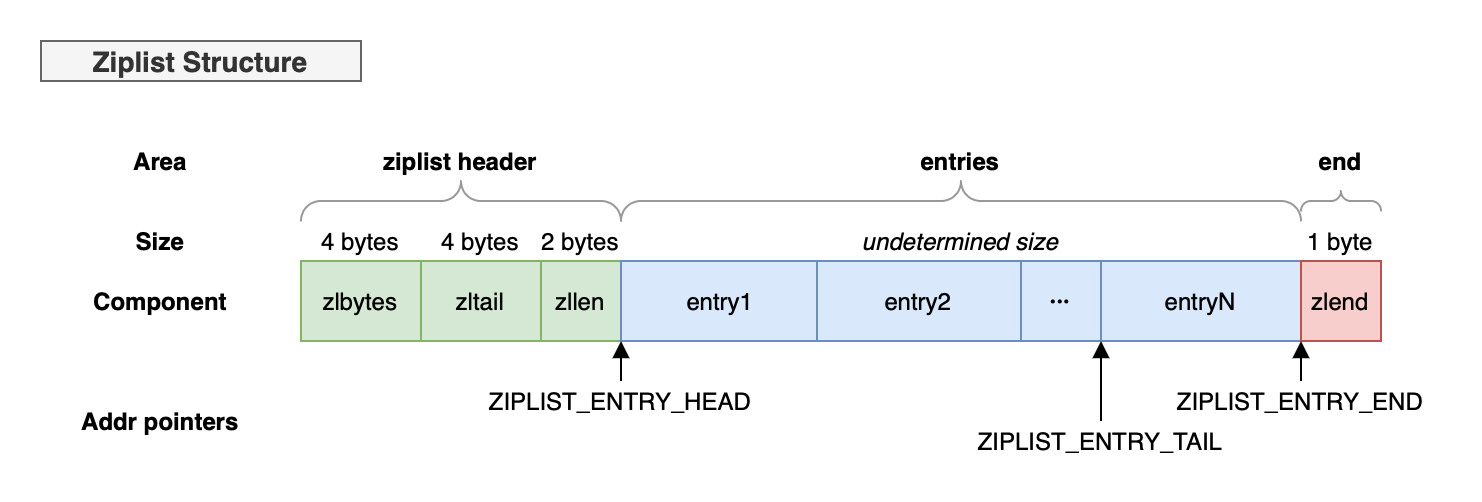 Ziplist Structure
Area ziplist header entries end
Size 4 bytes 4 bytes 2 bytes undetermined size 1 byte
Component zlbytes zltail zllen entry1 entry2 ... entryN zlend
ZIPLIST_ENTRY_HEAD ZIPLIST_ENTRY_END
Addr pointers
ZIPLIST_ENTRY_TAIL